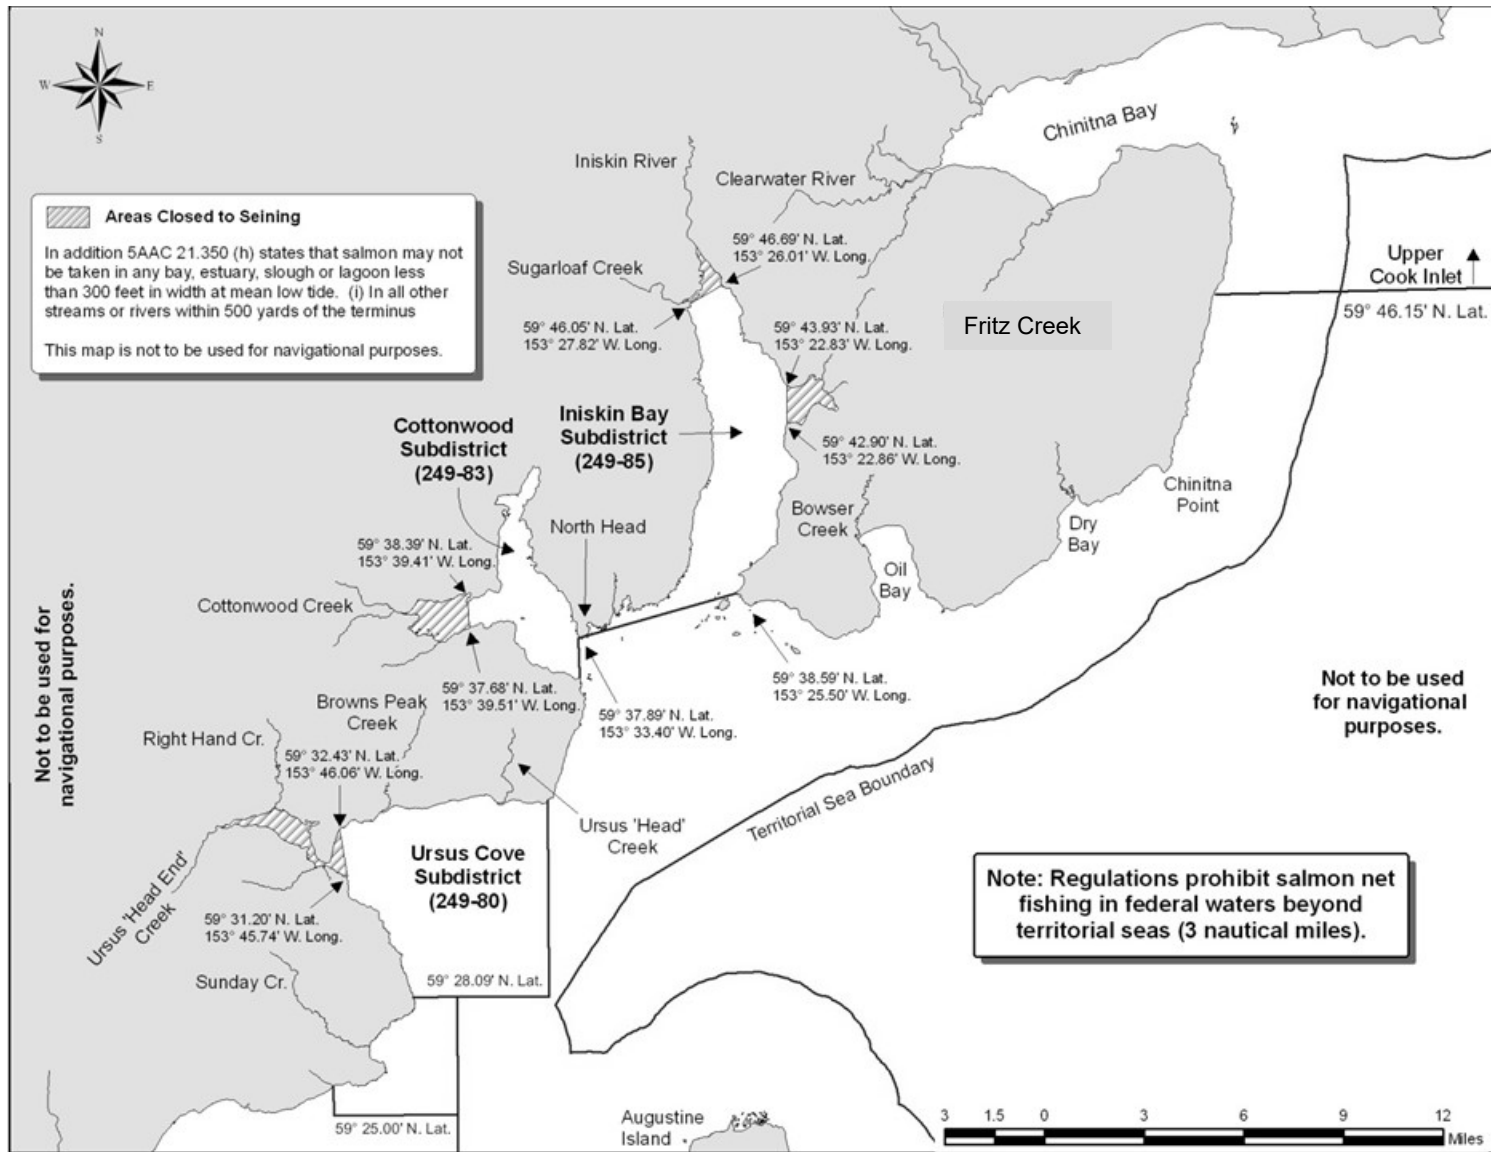 N
W
E
S
Chinitna Bay
Iniskin River
Clearwater River
Areas Closed to Seining
In addition 5AAC 21.350 (h) states that salmon may not
be taken in any bay, estuary, slough or lagoon less
than 300 feet in width at mean low tide. (i) In all other
streams or rivers within 500 yards of the terminus
This map is not to be used for navigational purposes.
59° 46.69' N. Lat.
153° 26.01' W. Long.
Sugarloaf Creek
Upper
Cook Inlet
59° 46.15' N. Lat.
59° 46.05' N. Lat.
153° 27.82' W. Long.
59° 43.93' N. Lat.
153° 22.83' W. Long.
Fritz Creek
Cottonwood
Subdistrict
(249-83)
Iniskin Bay
Subdistrict
(249-85)
59° 42.90' N. Lat.
153° 22.86' W. Long.
Chinitna
Point
Bowser
Creek
North Head
Dry
Bay
59° 38.39' N. Lat.
153° 39.41' W. Long.
Oil
Bay
Cottonwood Creek
Not to be used for
navigational purposes.
59° 37.68' N. Lat.
153° 39.51' W. Long.
59° 38.59' N. Lat.
153° 25.50' W. Long.
59° 37.89' N. Lat.
153° 33.40' W. Long.
Not to be used
for navigational
purposes.
Browns Peak
Creek
Right Hand Cr.
59° 32.43' N. Lat.
153° 46.06' W. Long.
Territorial Sea Boundary
Ursus 'Head'
Creek
Ursus Cove
Subdistrict
(249-80)
Ursus 'Head End'
Creek
59° 31.20' N. Lat.
153° 45.74' W. Long.
Note: Regulations prohibit salmon net
fishing in federal waters beyond
territorial seas (3 nautical miles).
Sunday Cr.
59° 28.09' N. Lat.
59° 25.00' N. Lat.
Augustine
Island
3 1.5 0 3 6 9 12
Miles